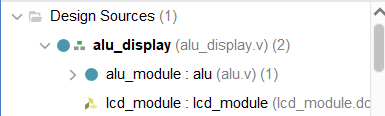 Design Sources (1)
alu_display (alu_display.v) (2)
alu_module : alu (alu.v) (1)
lcd_module : lcd_module (lcd_module.dc